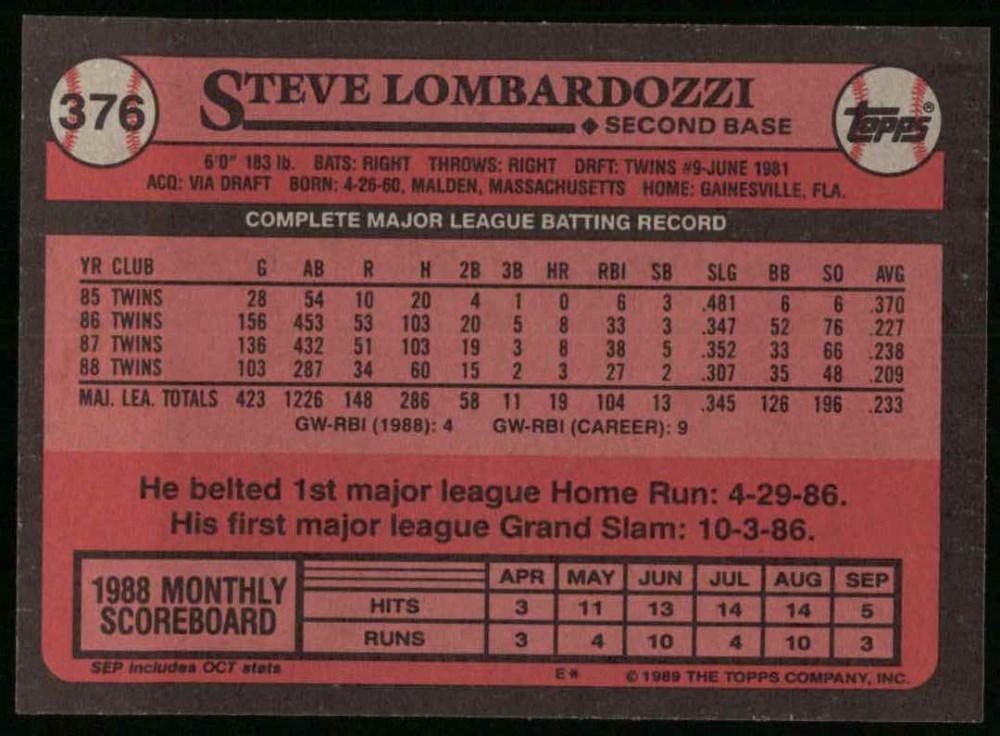 376
STEVE LOMBARDOZZI
SECOND BASE
Topps®
6'0" 183 lb. BATS: RIGHT THROWS: RIGHT DRFT: TWINS #9-JUNE 1981
ACQ: VIA DRAFT BORN: 4-26-60, MALDEN, MASSACHUSETTS HOME: GAINESVILLE, FLA.
COMPLETE MAJOR LEAGUE BATTING RECORD
YR CLUB G AB R H 2B 3B HR RBI SB SLG BB SO AVG
85 TWINS 28 54 10 20 4 1 0 6 3 .481 6 6 .370
86 TWINS 156 453 53 103 20 5 8 33 3 .347 52 76 .227
87 TWINS 136 432 51 103 19 3 8 38 5 .352 33 66 .238
88 TWINS 103 287 34 60 15 2 3 27 2 .307 35 48 .209
MAJ. LEA. TOTALS 423 1226 148 286 58 11 19 104 13 .345 126 196 .233
GW-RBI (1988): 4 GW-RBI (CAREER): 9
He belted 1st major league Home Run: 4-29-86.
His first major league Grand Slam: 10-3-86.
1988 MONTHLY
SCOREBOARD
APR MAY JUN JUL AUG SEP
HITS 3 11 13 14 14 5
RUNS 3 4 10 4 10 3
SEP includes OCT stats
E* © 1989 THE TOPPS COMPANY, INC.